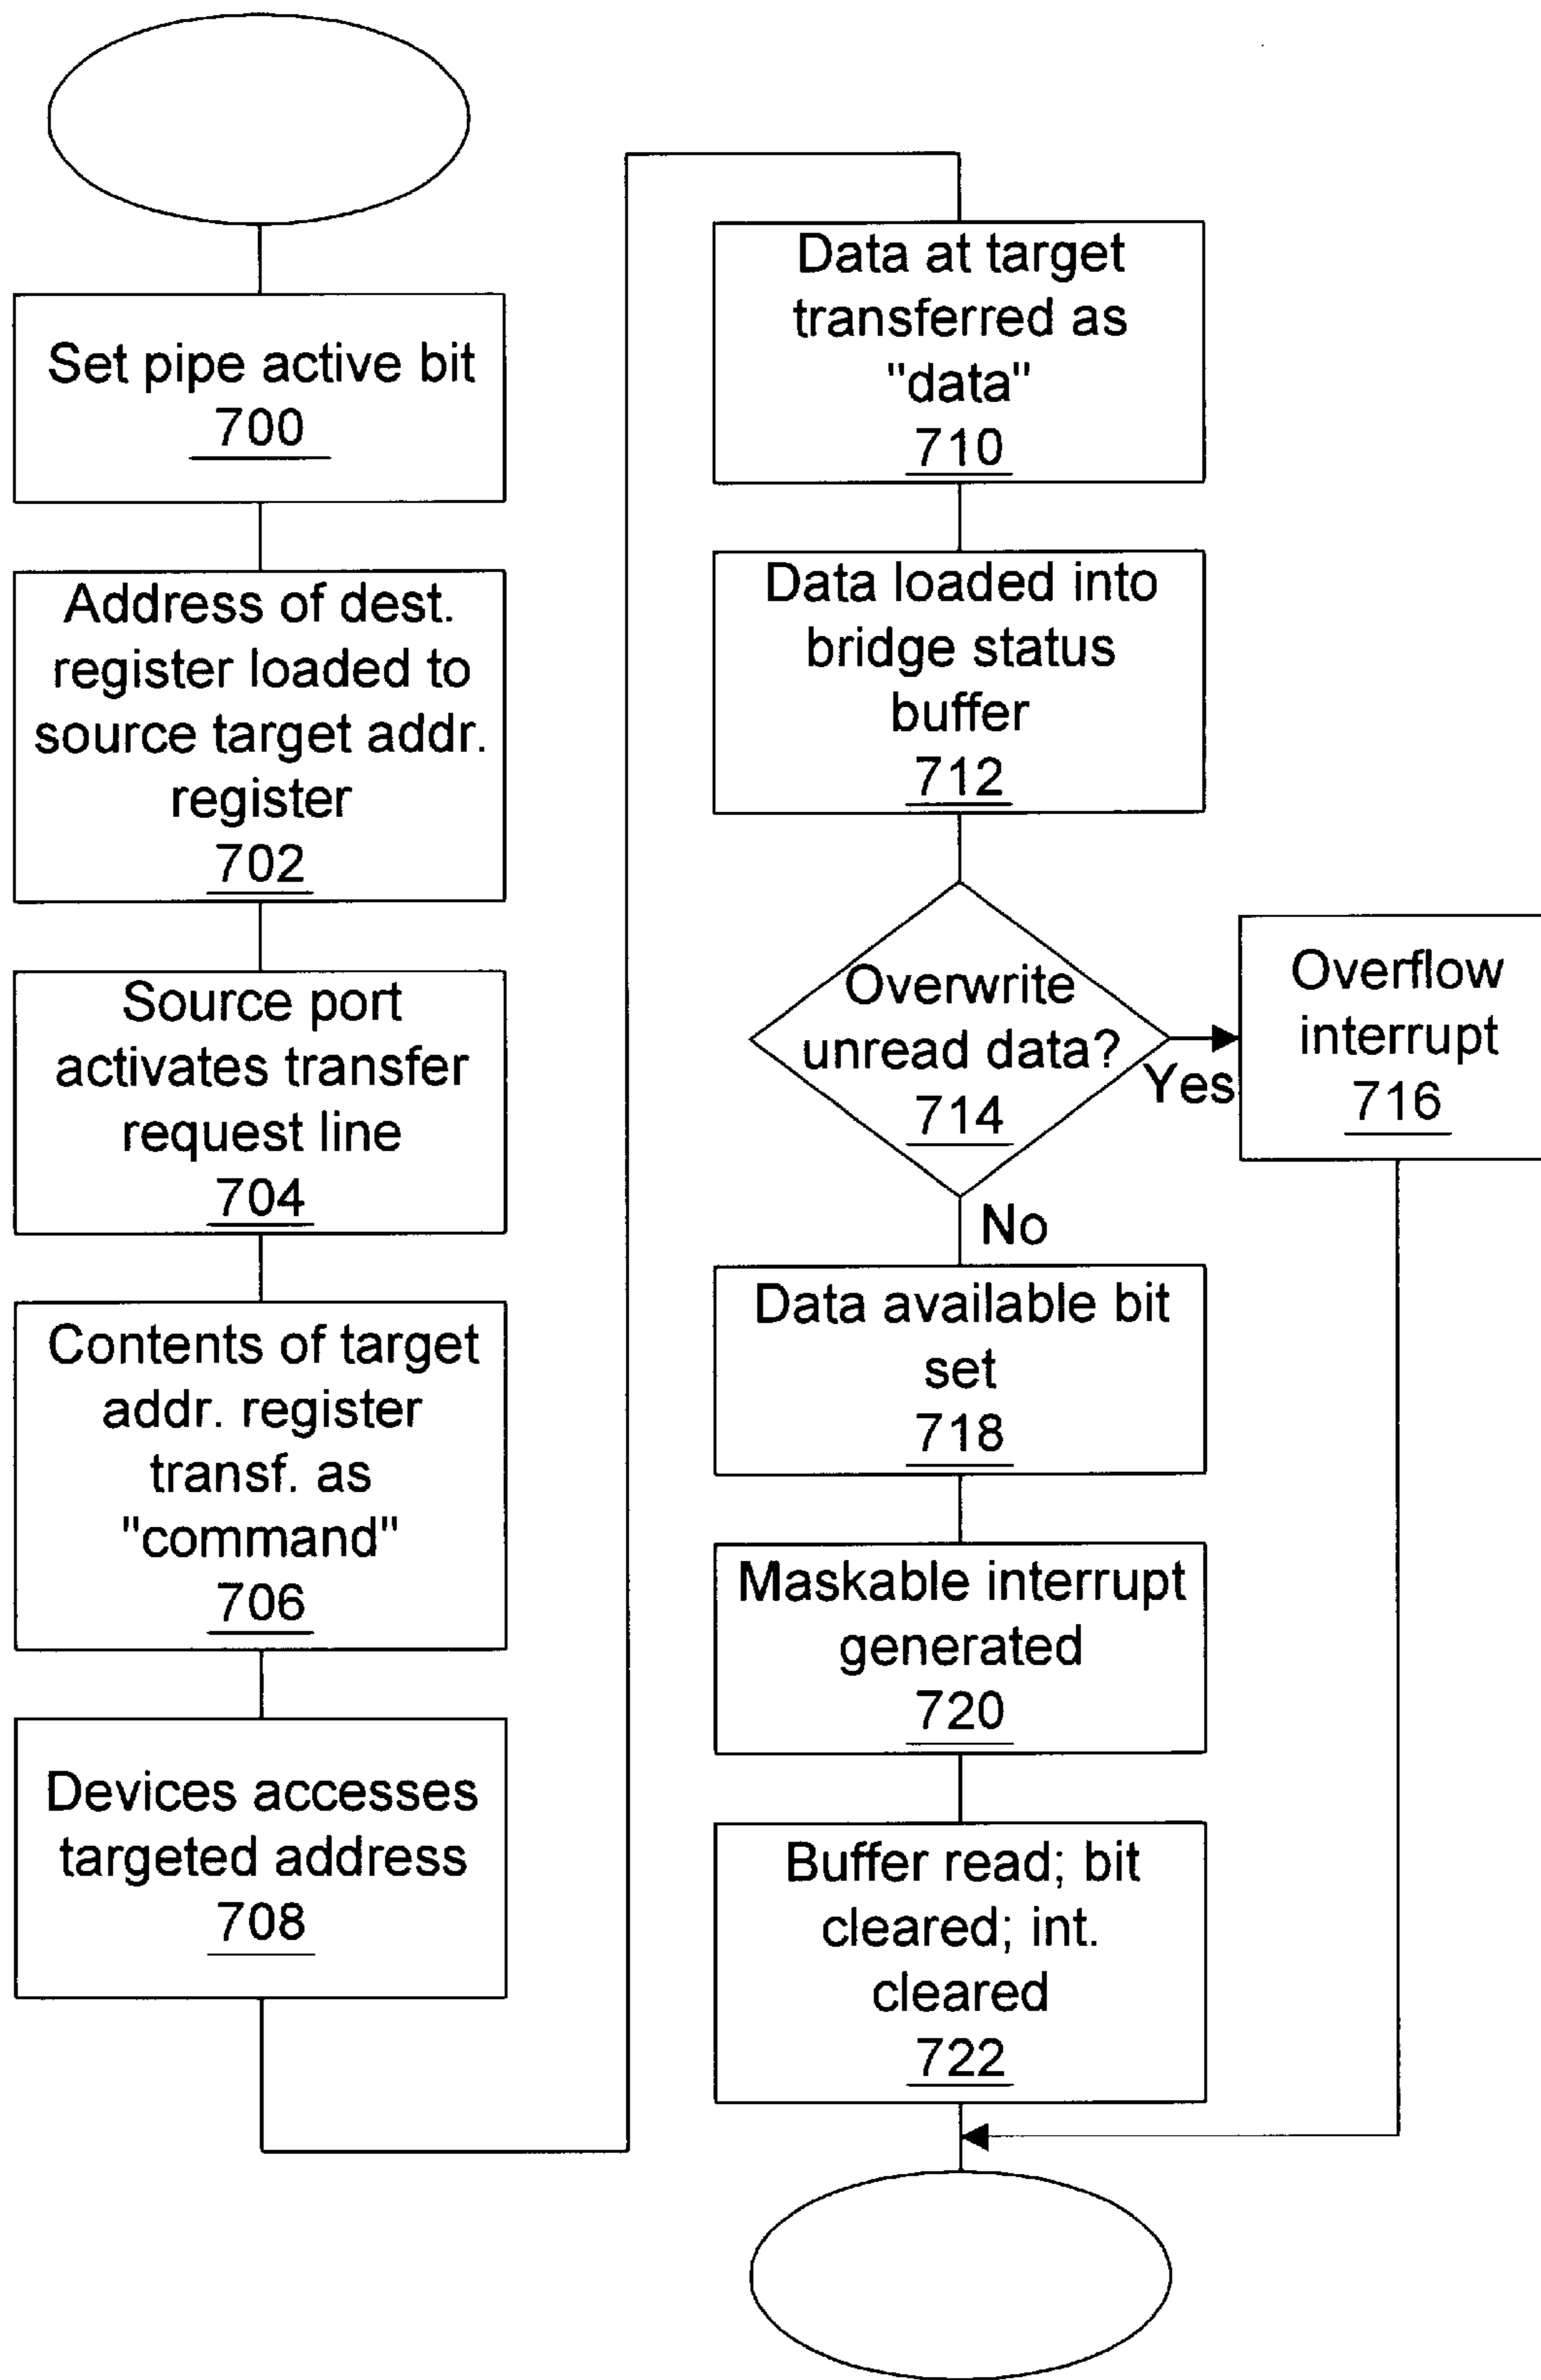 Set pipe active bit
700
Address of dest.
register loaded to
source target addr.
register
702
Source port
activates transfer
request line
704
Contents of target
addr. register
transf. as
"command"
706
Devices accesses
targeted address
708
Data at target
transferred as
"data"
710
Data loaded into
bridge status
buffer
712
Overwrite
unread data?
714
Yes
Overflow
interrupt
716
No
Data available bit
set
718
Maskable interrupt
generated
720
Buffer read; bit
cleared; int.
cleared
722